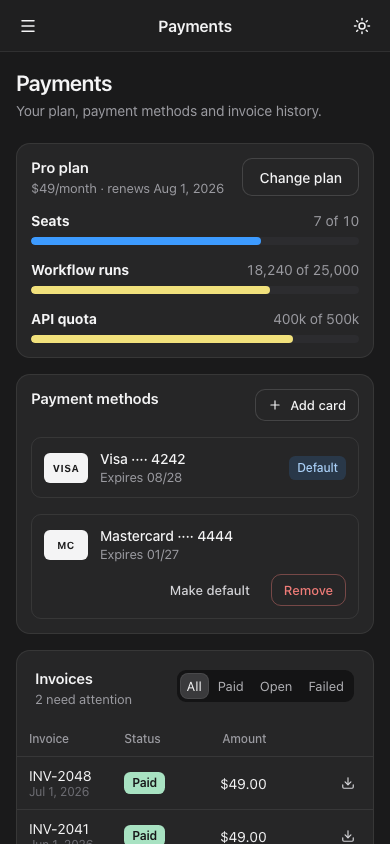 Payments
Payments
Your plan, payment methods and invoice history.
Pro plan
$49/month · renews Aug 1, 2026
Change plan
Seats
7 of 10
Workflow runs
18,240 of 25,000
API quota
400k of 500k
Payment methods
+ Add card
VISA
Visa ···· 4242
Expires 08/28
Default
MC
Mastercard ···· 4444
Expires 01/27
Make default
Remove
Invoices
2 need attention
All Paid Open Failed
Invoice Status Amount
INV-2048
Jul 1, 2026
Paid
$49.00
INV-2041
Jun 1, 2026
Paid
$49.00